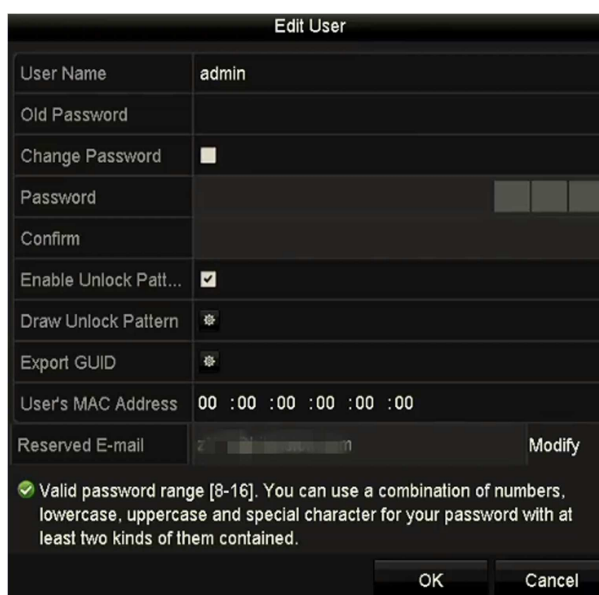 Edit User
User Name admin
Old Password
Change Password
Password
Confirm
Enable Unlock Patt...
Draw Unlock Pattern
Export GUID
User's MAC Address 00 :00 :00 :00 :00 :00
Reserved E-mail Modify
Valid password range [8-16]. You can use a combination of numbers,
lowercase, uppercase and special character for your password with at
least two kinds of them contained.
OK Cancel